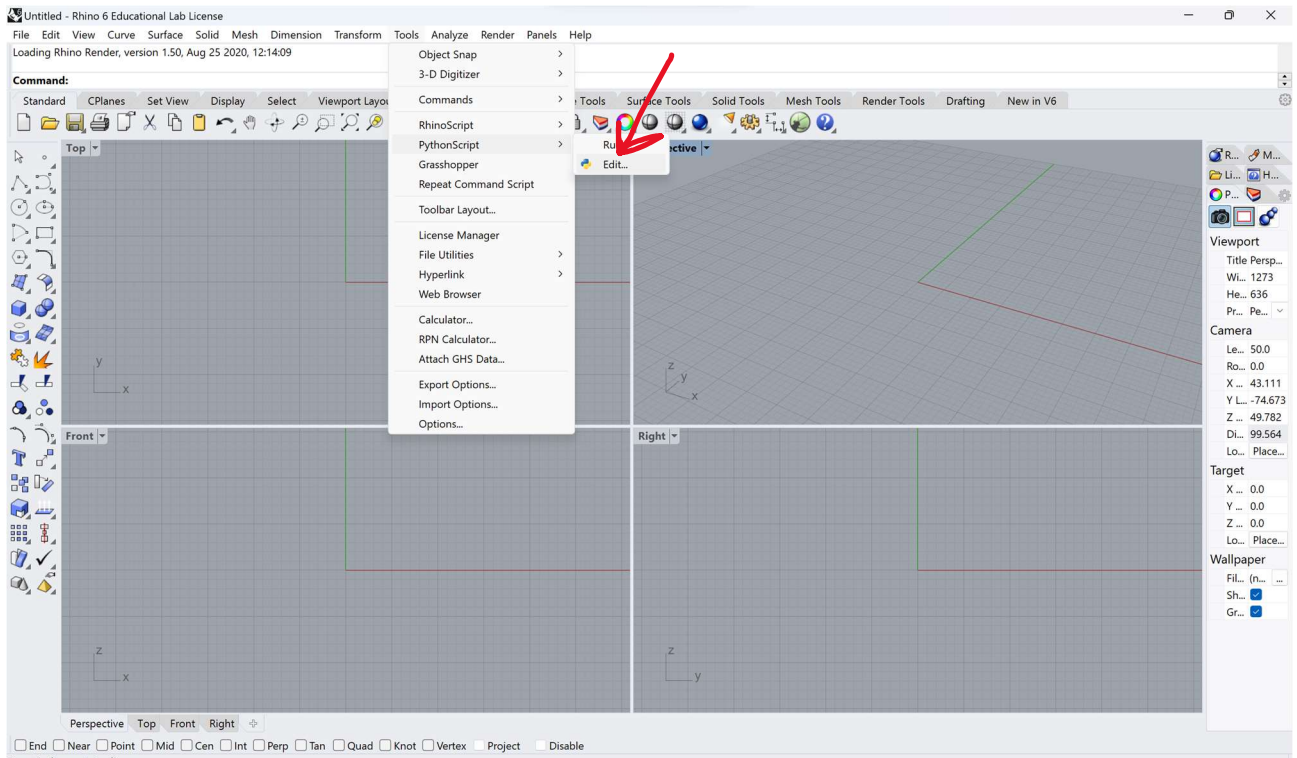 Untitled - Rhino 6 Educational Lab License
File Edit View Curve Surface Solid Mesh Dimension Transform Tools Analyze Render Panels Help
Loading Rhino Render, version 1.50, Aug 25 2020, 12:14:09
Command:
Standard CPlanes Set View Display Select Viewport Layou Tools Surface Tools Solid Tools Mesh Tools Render Tools Drafting New in V6
Object Snap
3-D Digitizer
Commands
RhinoScript
PythonScript
Grasshopper
Repeat Command Script
Toolbar Layout...
License Manager
File Utilities
Hyperlink
Web Browser
Calculator...
RPN Calculator...
Attach GHS Data...
Export Options...
Import Options...
Options...
Ru
Edit...
Top
ective
z
y
x
y
x
Front
z
x
Right
z
y
R... M...
Li... H...
P...
Viewport
Title Persp...
Wi... 1273
He... 636
Pr... Pe...
Camera
Le... 50.0
Ro... 0.0
X ... 43.111
Y L... -74.673
Z ... 49.782
Di... 99.564
Lo... Place...
Target
X ... 0.0
Y ... 0.0
Z ... 0.0
Lo... Place...
Wallpaper
Fil... (n... ...
Sh...
Gr...
Perspective Top Front Right
End Near Point Mid Cen Int Perp Tan Quad Knot Vertex Project Disable